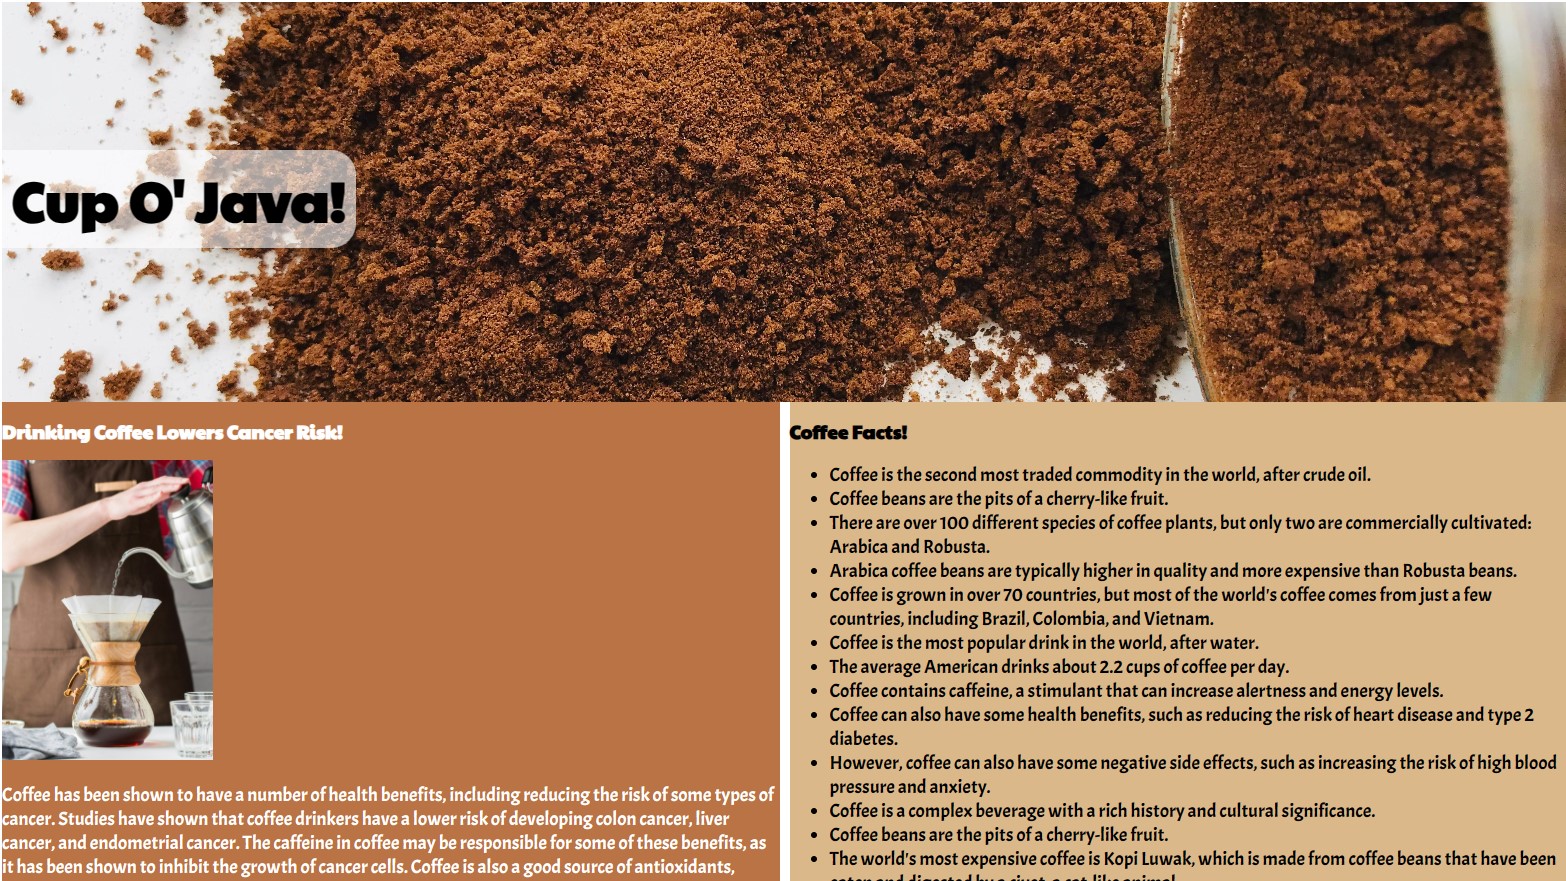 Cup O' Java!
Drinking Coffee Lowers Cancer Risk!
Coffee has been shown to have a number of health benefits, including reducing the risk of some types of
cancer. Studies have shown that coffee drinkers have a lower risk of developing colon cancer, liver
cancer, and endometrial cancer. The caffeine in coffee may be responsible for some of these benefits, as
it has been shown to inhibit the growth of cancer cells. Coffee is also a good source of antioxidants,
Coffee Facts!
Coffee is the second most traded commodity in the world, after crude oil.
Coffee beans are the pits of a cherry-like fruit.
There are over 100 different species of coffee plants, but only two are commercially cultivated:
Arabica and Robusta.
Arabica coffee beans are typically higher in quality and more expensive than Robusta beans.
Coffee is grown in over 70 countries, but most of the world's coffee comes from just a few
countries, including Brazil, Colombia, and Vietnam.
Coffee is the most popular drink in the world, after water.
The average American drinks about 2.2 cups of coffee per day.
Coffee contains caffeine, a stimulant that can increase alertness and energy levels.
Coffee can also have some health benefits, such as reducing the risk of heart disease and type 2
diabetes.
However, coffee can also have some negative side effects, such as increasing the risk of high blood
pressure and anxiety.
Coffee is a complex beverage with a rich history and cultural significance.
Coffee beans are the pits of a cherry-like fruit.
The world's most expensive coffee is Kopi Luwak, which is made from coffee beans that have been